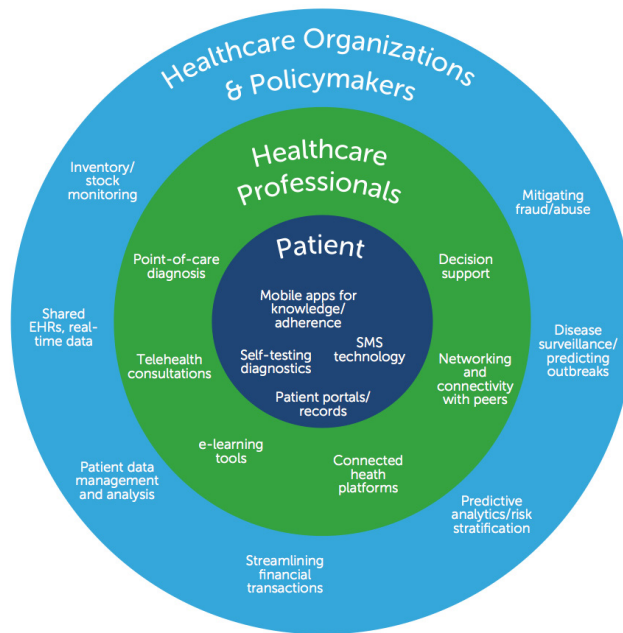 Healthcare Organizations
& Policymakers
Healthcare
Professionals
Patient
Inventory/
stock
monitoring
Mitigating
fraud/abuse
Point-of-care
diagnosis
Decision
support
Mobile apps for
knowledge/
adherence
Shared
EHRs, real-
time data
SMS
technology
Disease
surveillance/
predicting
outbreaks
Self-testing
diagnostics
Telehealth
consultations
Networking
and
connectivity
with peers
Patient portals/
records
e-learning
tools
Connected
heath
platforms
Patient data
management
and analysis
Predictive
analytics/risk
stratification
Streamlining
financial
transactions